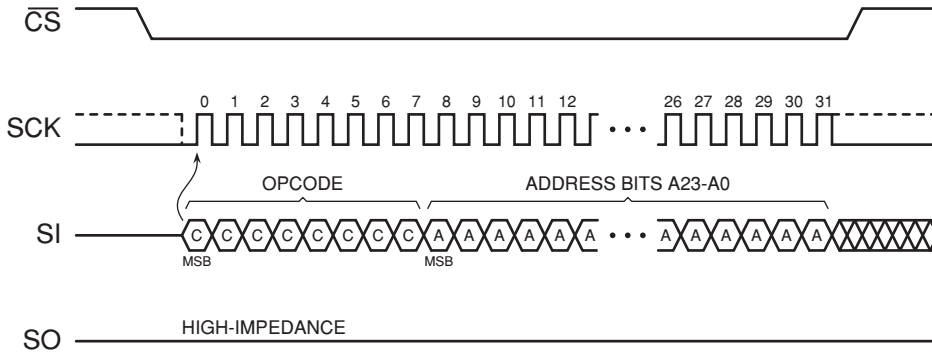 CS
0 1 2 3 4 5 6 7 8 9 10 11 12 26 27 28 29 30 31
SCK
OPCODE ADDRESS BITS A23-A0
SI C C C C C C C C A A A A A A A A A A A A
MSB MSB
HIGH-IMPEDANCE
SO